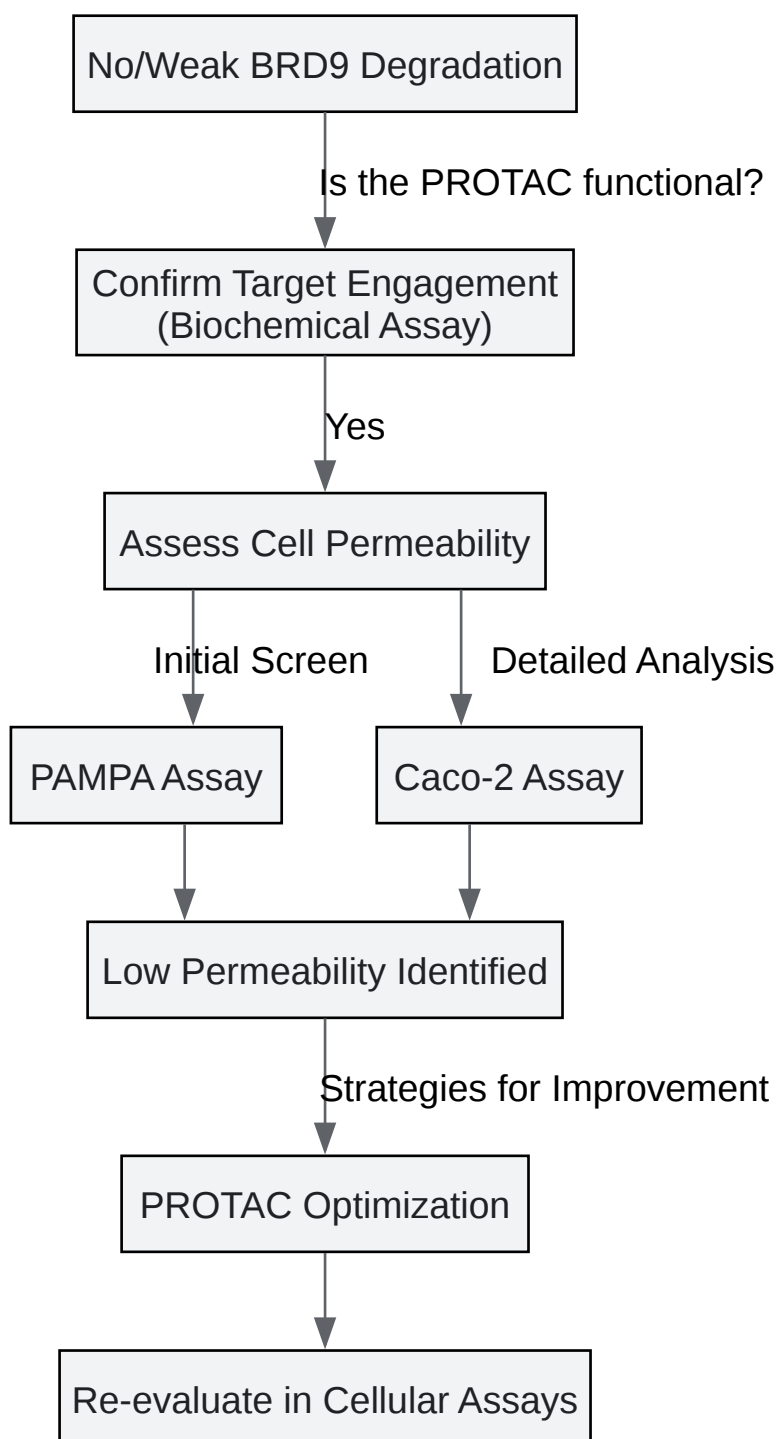 No/Weak BRD9 Degradation
Is the PROTAC functional?
Confirm Target Engagement
(Biochemical Assay)
Yes
Assess Cell Permeability
Initial Screen
Detailed Analysis
PAMPA Assay
Caco-2 Assay
Low Permeability Identified
Strategies for Improvement
PROTAC Optimization
Re-evaluate in Cellular Assays